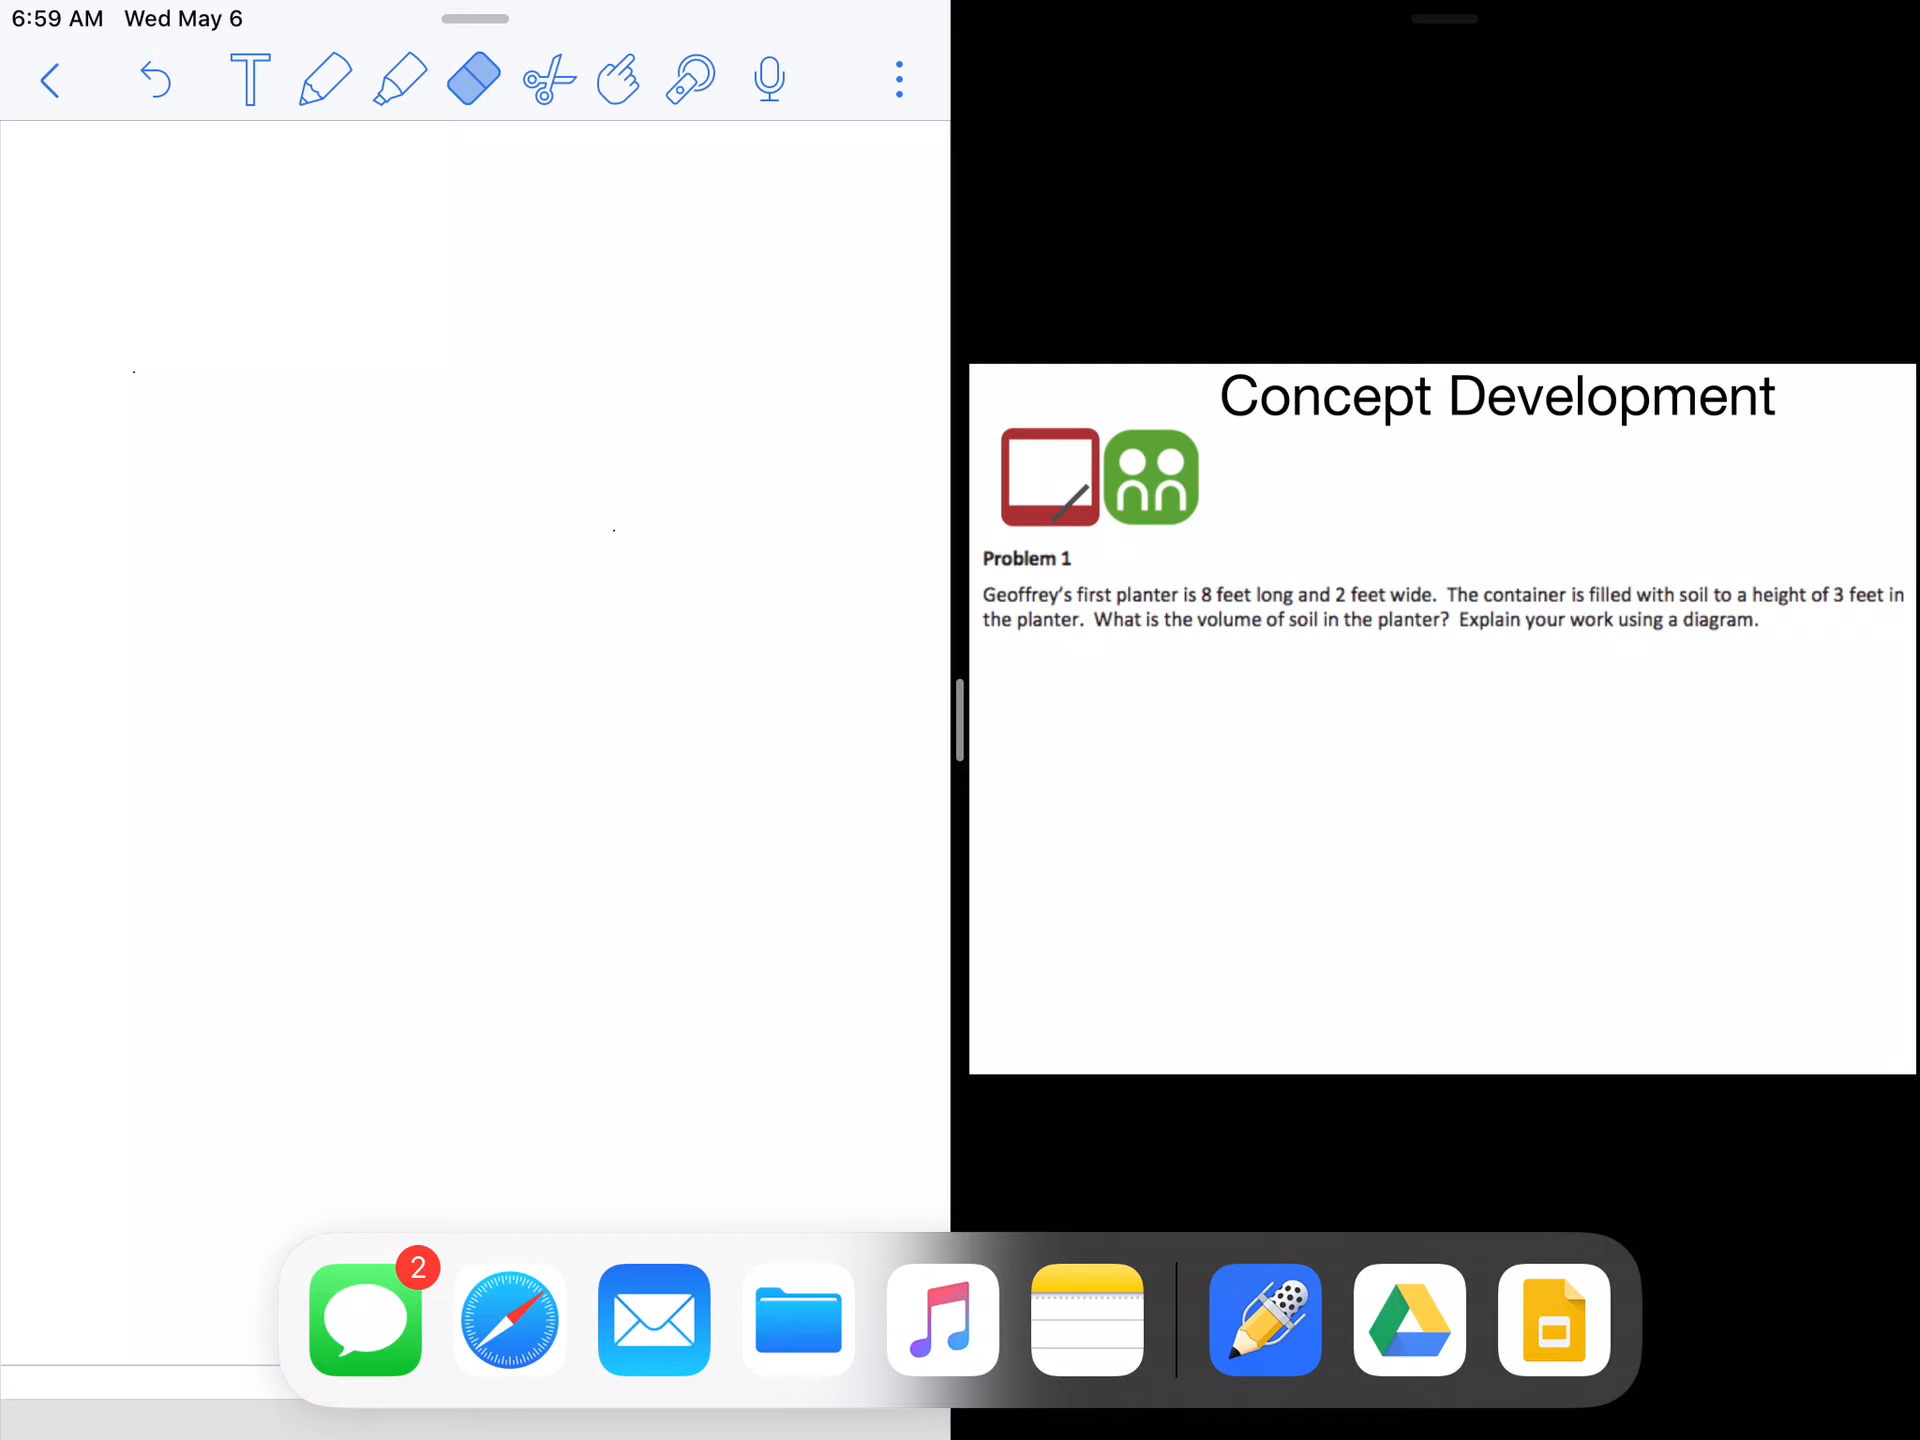 6:59 AM Wed May 6
T
Concept Development
Problem 1
Geoffrey's first planter is 8 feet long and 2 feet wide. The container is filled with soil to a height of 3 feet in
the planter. What is the volume of soil in the planter? Explain your work using a diagram.
2